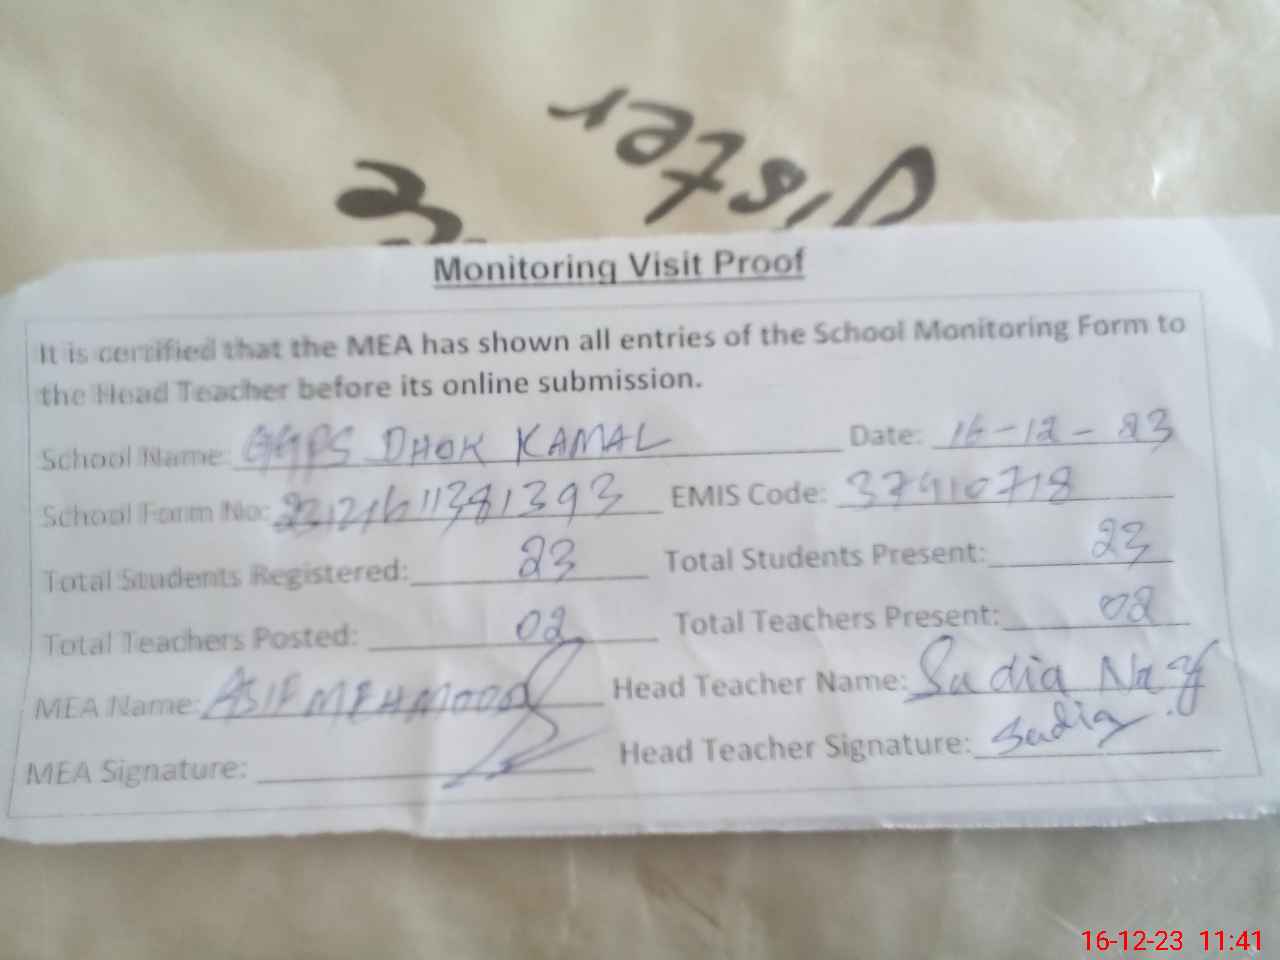 Monitoring Visit Proof
It is certified that the MEA has shown all entries of the School Monitoring Form to
the Head Teacher before its online submission.
School Name: GGPS DHOK KAMAL Date: 16-12-23
School Form No: EMIS Code: 37410718
Total Students Registered: 23 Total Students Present: 23
Total Teachers Posted: 02 Total Teachers Present: 02
MEA Name: ASIF MEHMOOD Head Teacher Name: Sadia
MEA Signature: Head Teacher Signature: Sadia
16-12-23 11:41